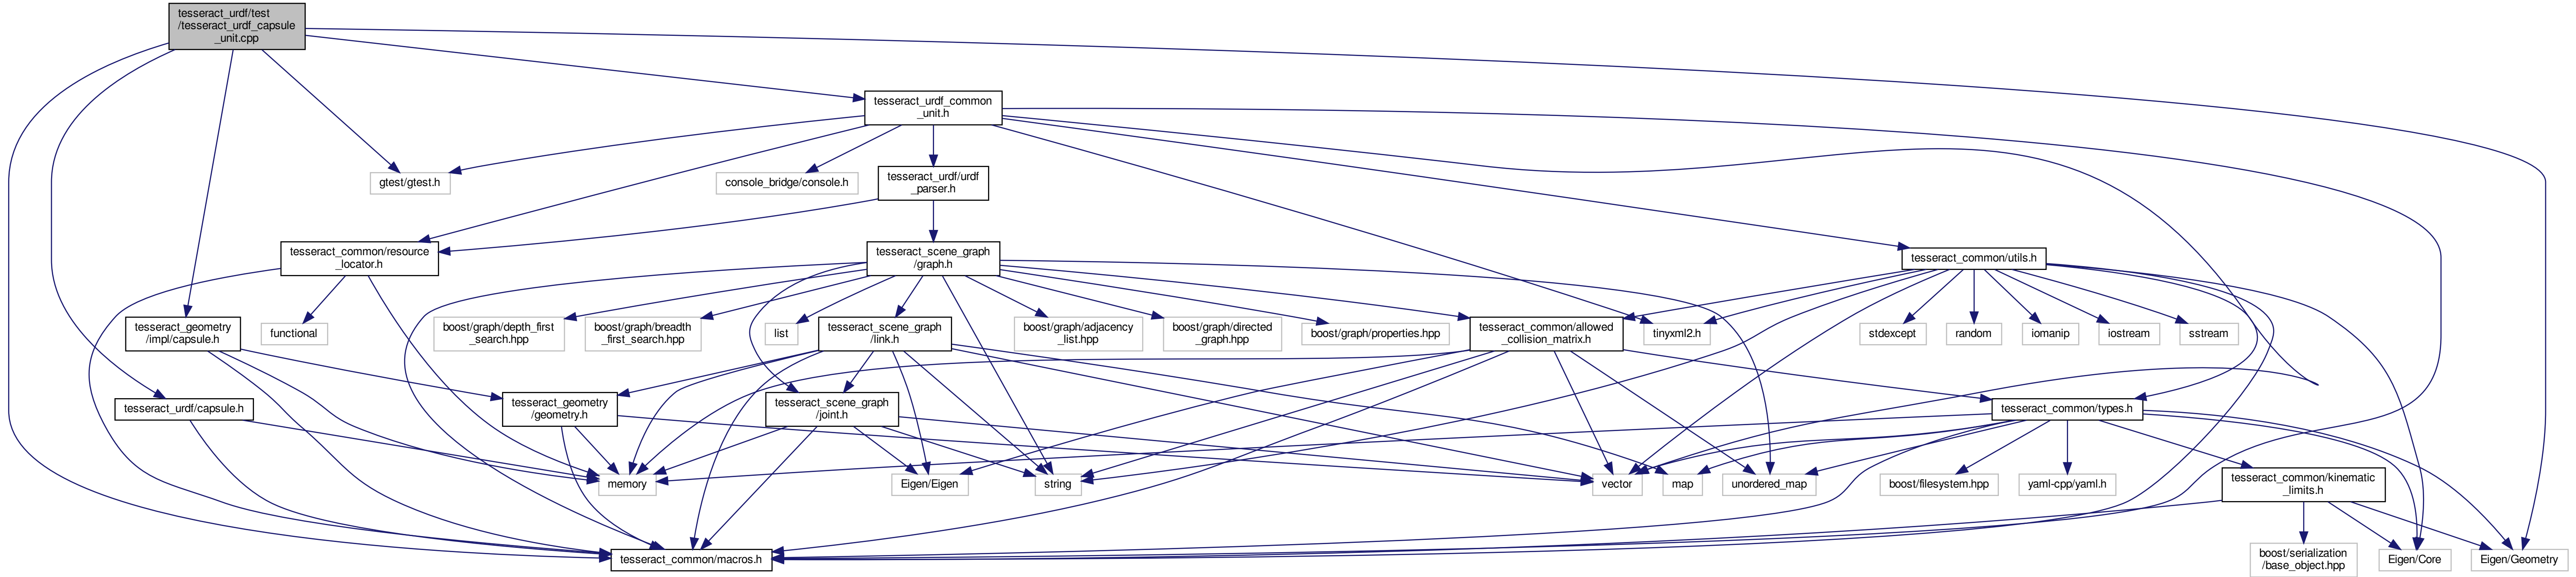 tesseract_urdf/test
/tesseract_urdf_capsule
_unit.cpp
tesseract_urdf_common
_unit.h
gtest/gtest.h
console_bridge/console.h
tesseract_urdf/urdf
_parser.h
tesseract_common/resource
_locator.h
tesseract_scene_graph
/graph.h
tesseract_common/utils.h
tesseract_geometry
/impl/capsule.h
functional
boost/graph/depth_first
_search.hpp
boost/graph/breadth
_first_search.hpp
list
tesseract_scene_graph
/link.h
boost/graph/adjacency
_list.hpp
boost/graph/directed
_graph.hpp
boost/graph/properties.hpp
tesseract_common/allowed
_collision_matrix.h
tinyxml2.h
stdexcept
random
iomanip
iostream
sstream
tesseract_urdf/capsule.h
tesseract_geometry
/geometry.h
tesseract_scene_graph
/joint.h
tesseract_common/types.h
memory
Eigen/Eigen
string
vector
map
unordered_map
boost/filesystem.hpp
yaml-cpp/yaml.h
tesseract_common/kinematic
_limits.h
tesseract_common/macros.h
boost/serialization
/base_object.hpp
Eigen/Core
Eigen/Geometry